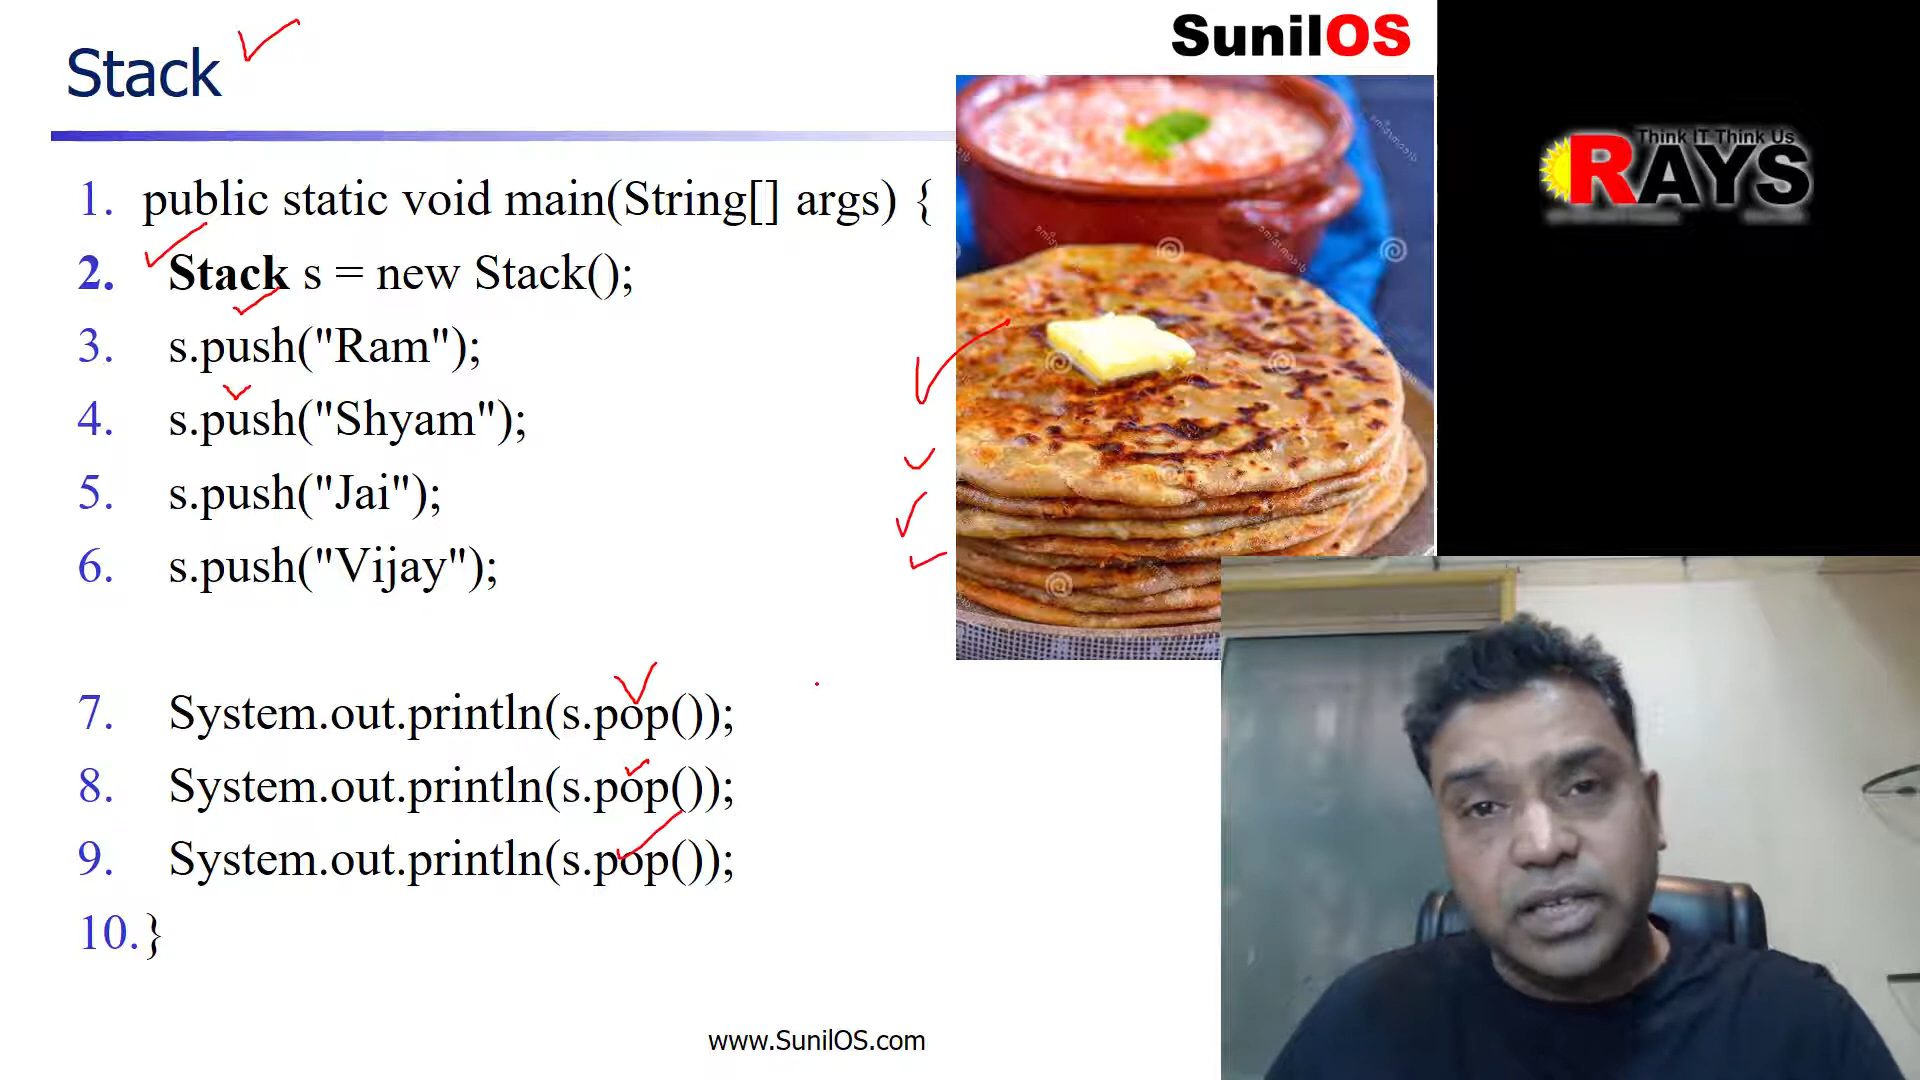 Stack
SunilOS
Think IT Think Us
RAYS
1. public static void main(String[] args) {
2. Stack s = new Stack();
3. s.push("Ram");
4. s.push("Shyam");
5. s.push("Jai");
6. s.push("Vijay");
7. System.out.println(s.pop());
8. System.out.println(s.pop());
9. System.out.println(s.pop());
10. }
www.SunilOS.com